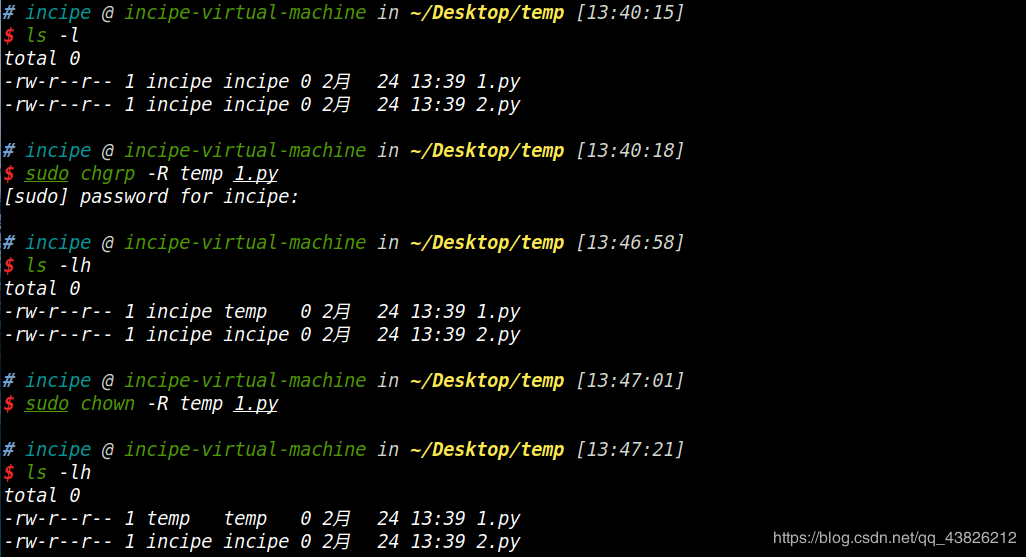 # incipe @ incipe-virtual-machine in ~/Desktop/temp [13:40:15]
$ ls -l
total 0
-rw-r--r-- 1 incipe incipe 0 2月  24 13:39 1.py
-rw-r--r-- 1 incipe incipe 0 2月  24 13:39 2.py
# incipe @ incipe-virtual-machine in ~/Desktop/temp [13:40:18]
$ sudo chgrp -R temp 1.py
[sudo] password for incipe:
# incipe @ incipe-virtual-machine in ~/Desktop/temp [13:46:58]
$ ls -lh
total 0
-rw-r--r-- 1 incipe temp   0 2月  24 13:39 1.py
-rw-r--r-- 1 incipe incipe 0 2月  24 13:39 2.py
# incipe @ incipe-virtual-machine in ~/Desktop/temp [13:47:01]
$ sudo chown -R temp 1.py
# incipe @ incipe-virtual-machine in ~/Desktop/temp [13:47:21]
$ ls -lh
total 0
-rw-r--r-- 1 temp   temp   0 2月  24 13:39 1.py
-rw-r--r-- 1 incipe incipe 0 2月  24 13:39 2.py
https://blog.csdn.net/qq_43826212